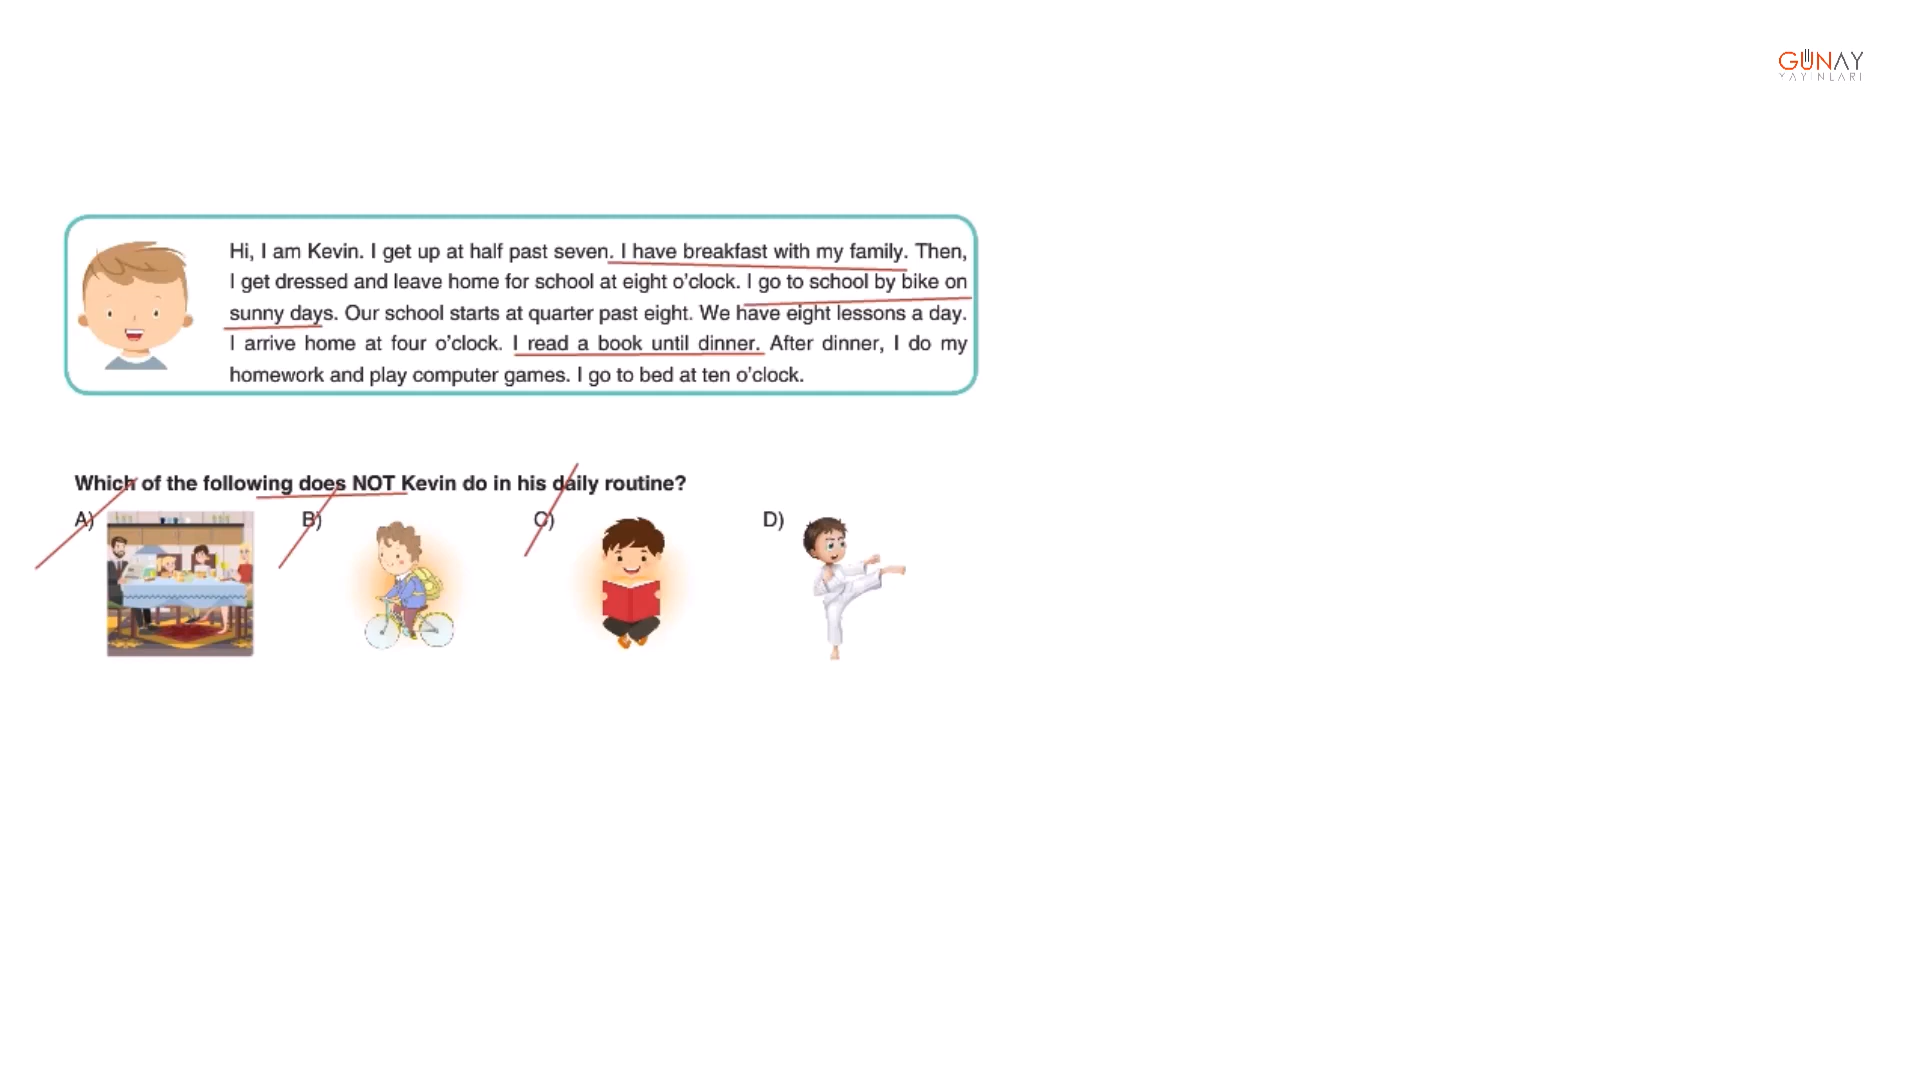 GÜNAY
YAYINLARI
Hi, I am Kevin. I get up at half past seven. I have breakfast with my family. Then,
I get dressed and leave home for school at eight o'clock. I go to school by bike on
sunny days. Our school starts at quarter past eight. We have eight lessons a day.
I arrive home at four o'clock. I read a book until dinner. After dinner, I do my
homework and play computer games. I go to bed at ten o'clock.
Which of the following does NOT Kevin do in his daily routine?
A) B) C) D)